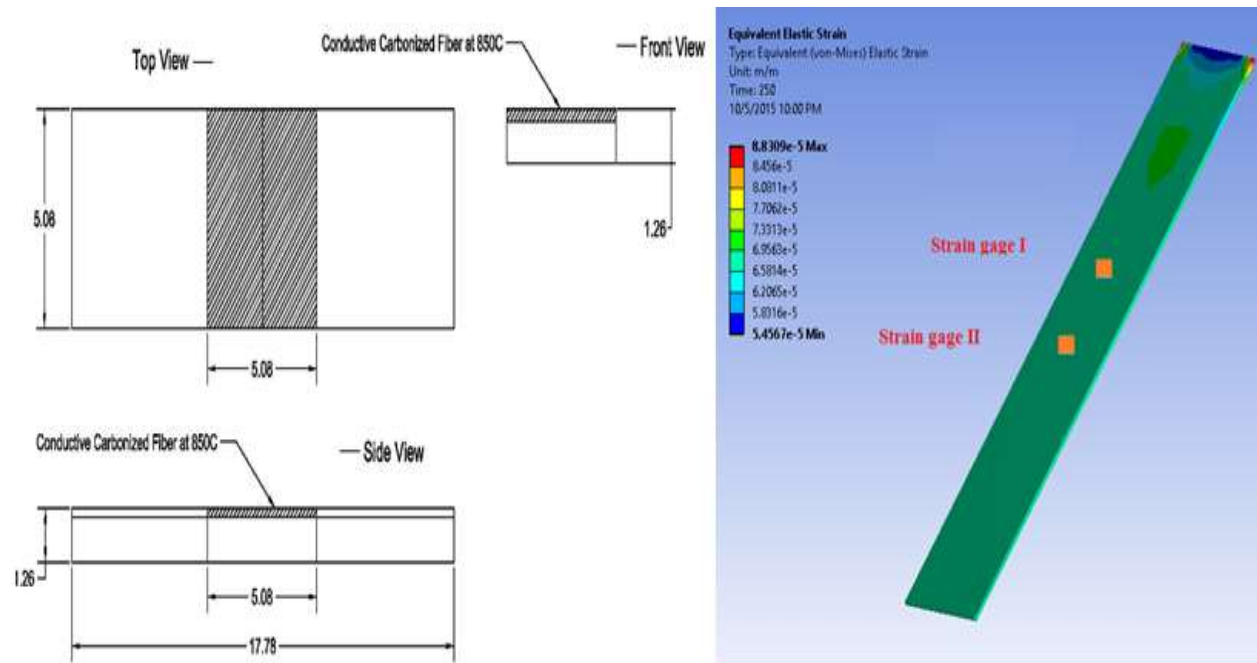 Top View
Conductive Carbonized Fiber at 850C
Front View
5.08
5.08
1.26
Conductive Carbonized Fiber at 850C
Side View
1.26
5.08
17.78
Equivalent Elastic Strain
Type: Equivalent (von-Mises) Elastic Strain
Unit: m/m
Time: 250
10/5/2015 10:00 PM
8.8309e-5 Max
8.456e-5
8.0811e-5
7.7062e-5
7.3313e-5
6.9563e-5
6.5814e-5
6.2065e-5
5.8316e-5
5.4567e-5 Min
Strain gage I
Strain gage II